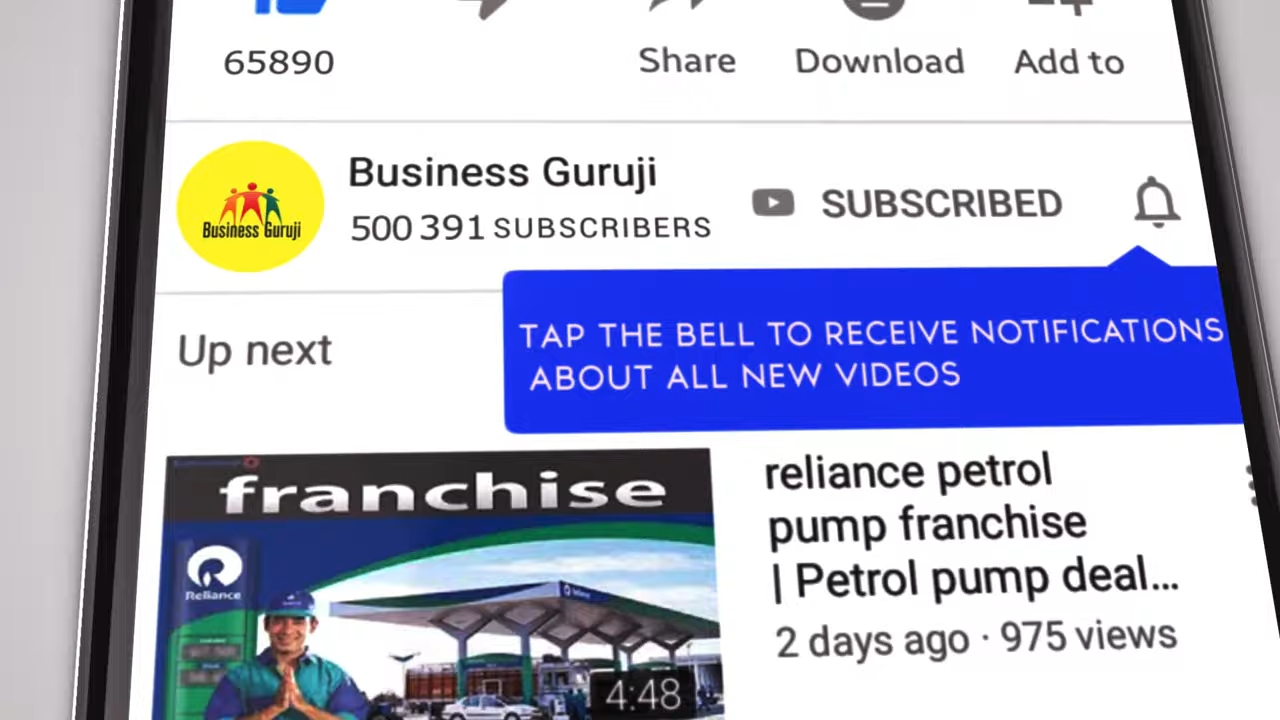 65890
Share
Download
Add to
Business Guruji
Business Guruji
500 391 SUBSCRIBERS
SUBSCRIBED
TAP THE BELL TO RECEIVE NOTIFICATIONS
ABOUT ALL NEW VIDEOS
Up next
franchise
Reliance
4:48
reliance petrol
pump franchise
| Petrol pump deal...
2 days ago · 975 views